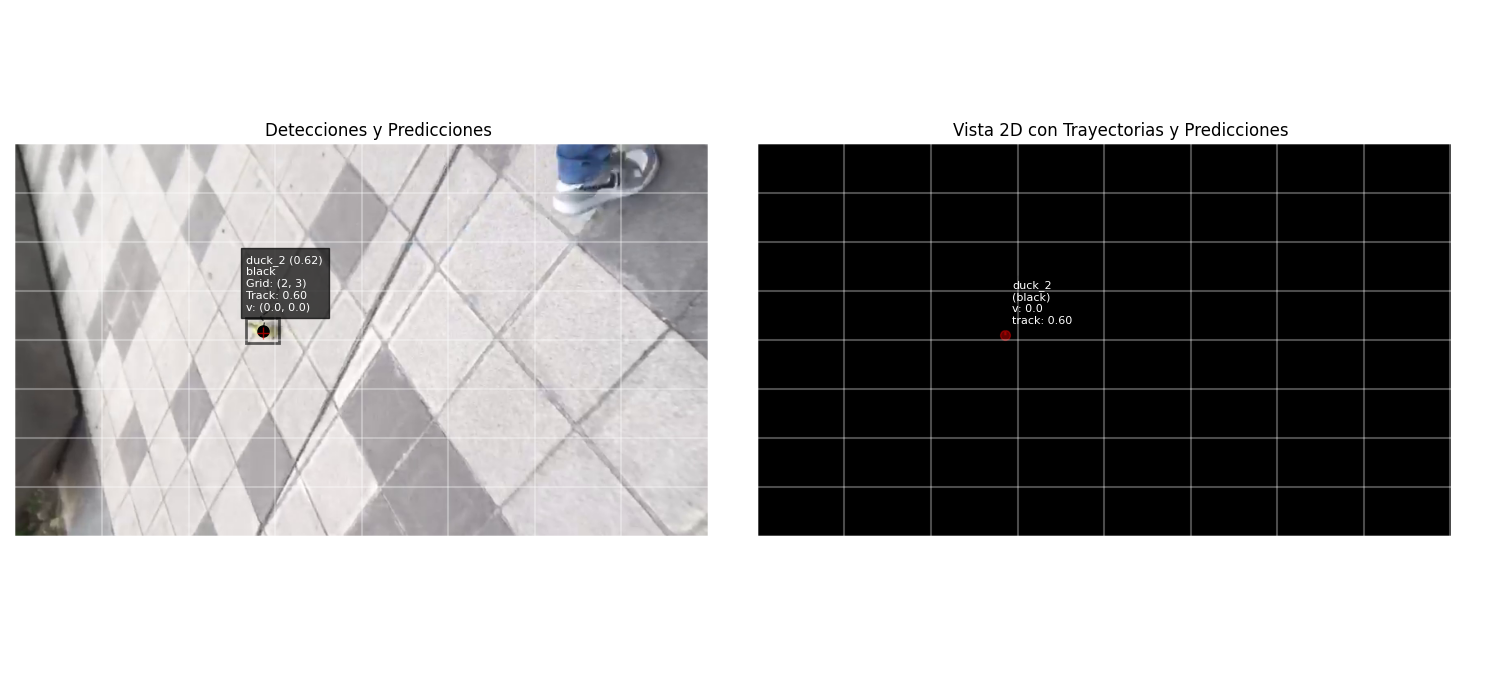 Detecciones y Predicciones
duck_2 (0.62)
black
Grid: (2, 3)
Track: 0.60
v: (0.0, 0.0)
Vista 2D con Trayectorias y Predicciones
duck_2
(black)
v: 0.0
track: 0.60